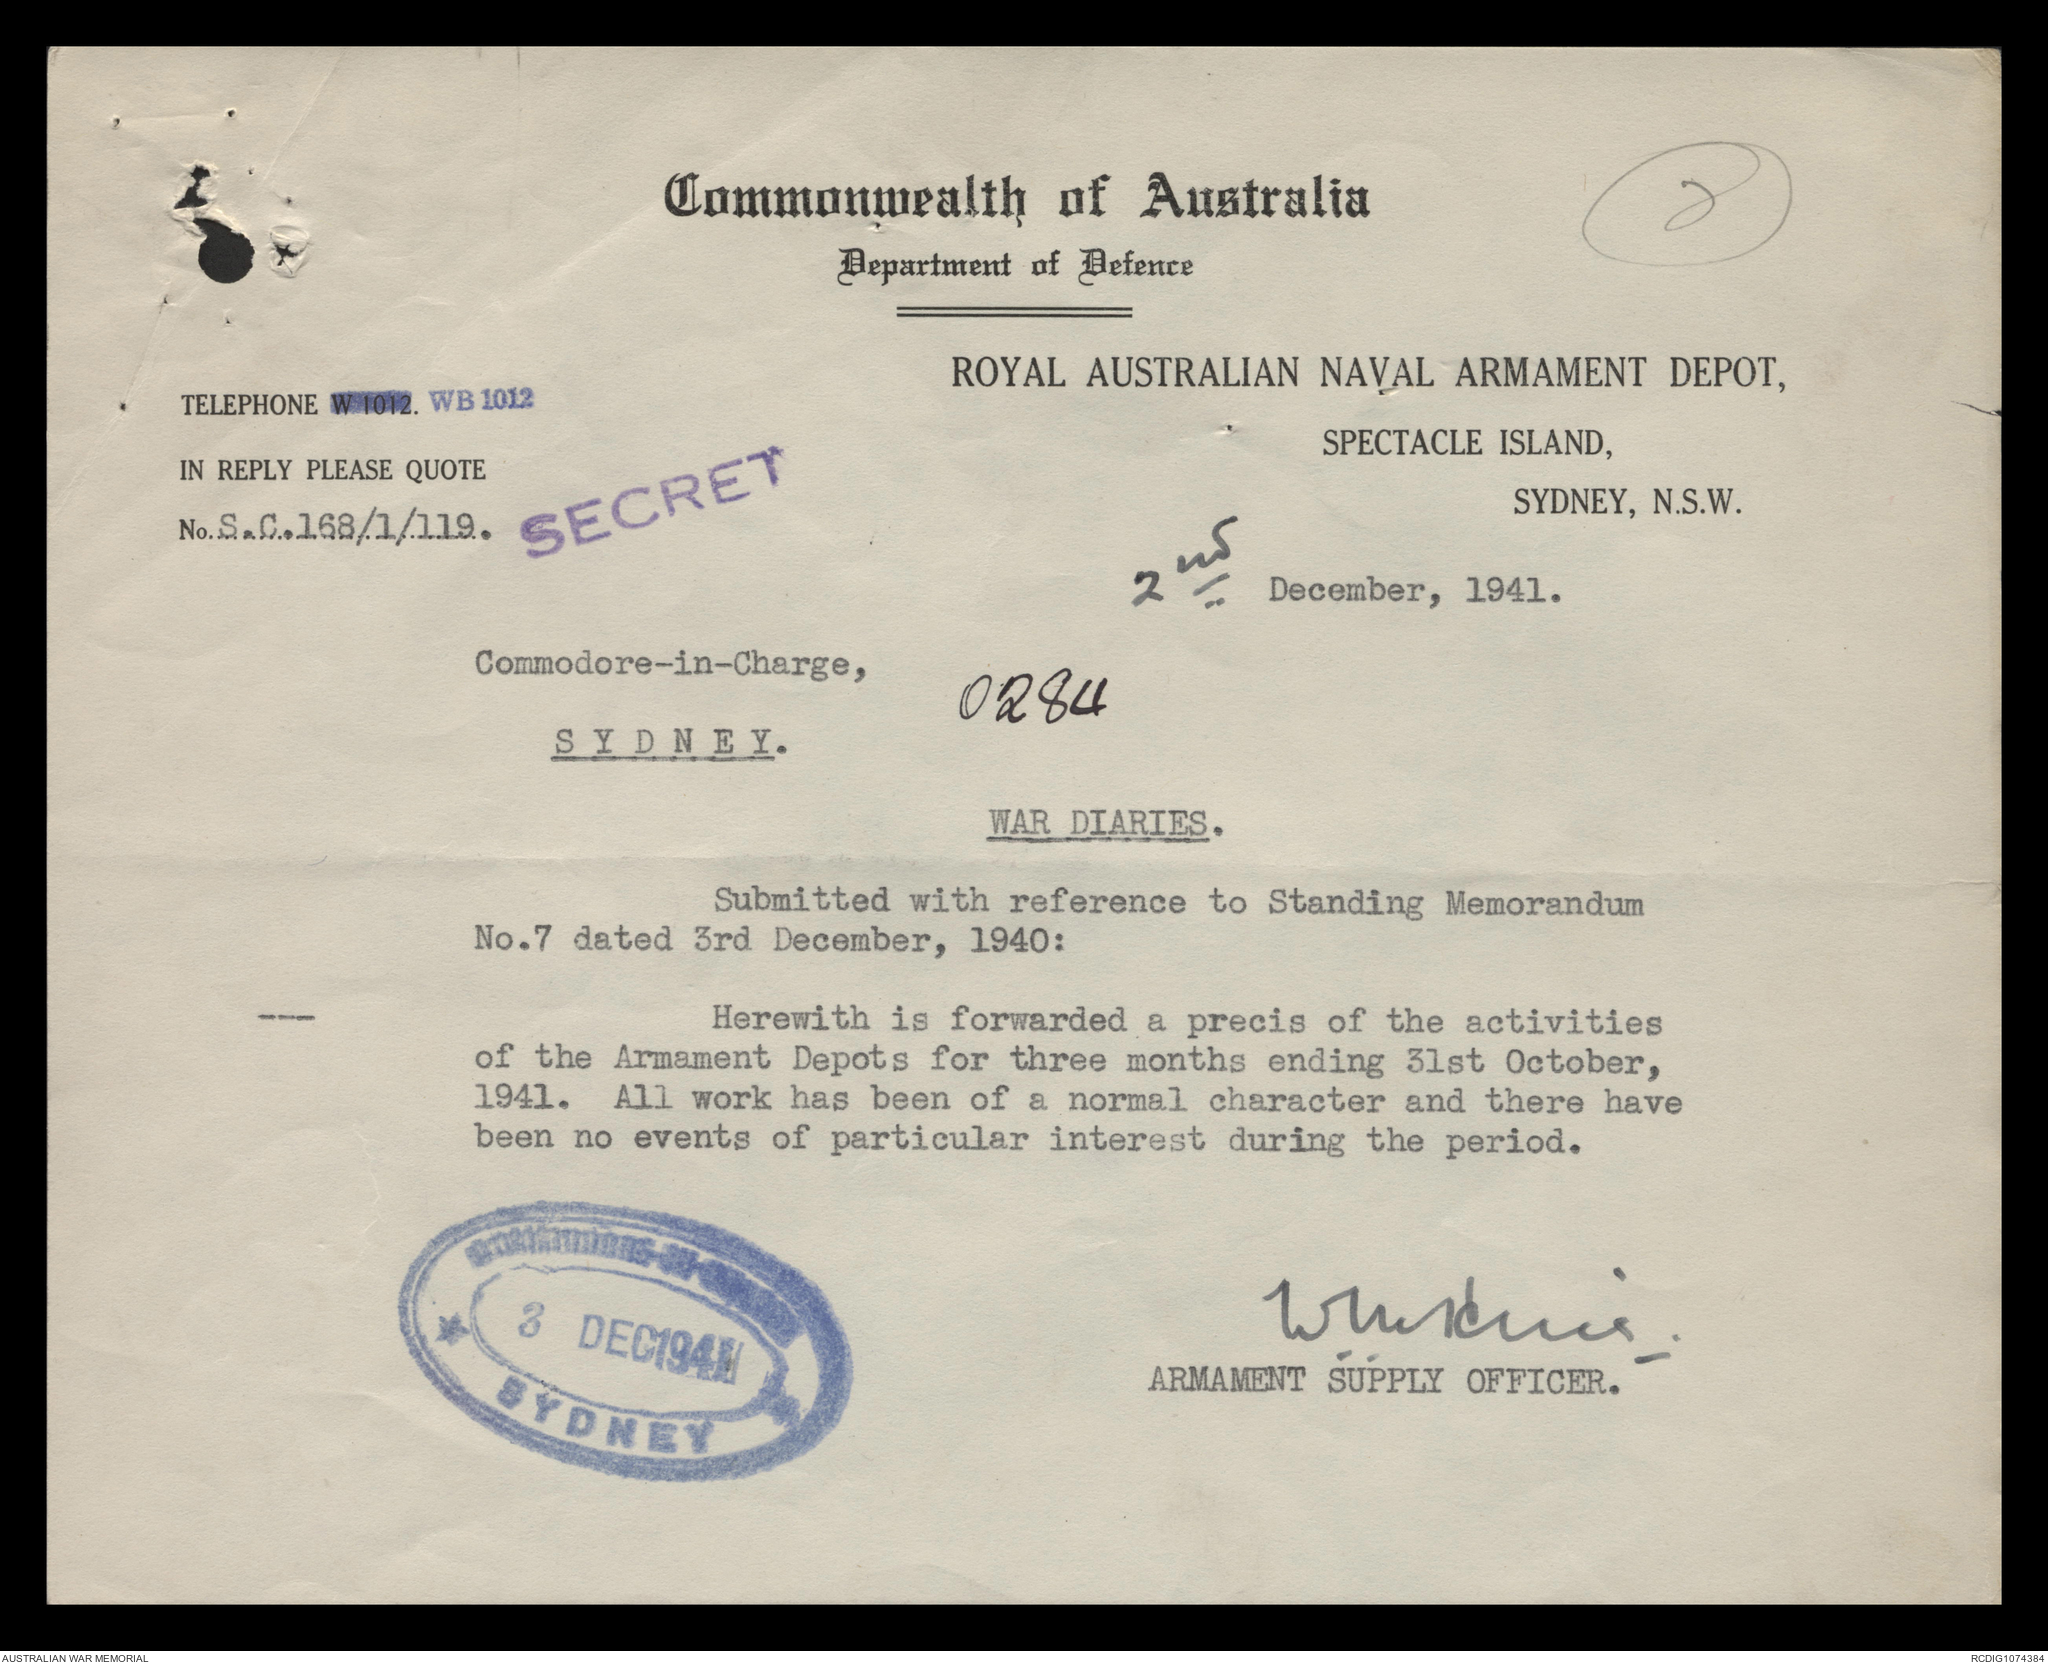 Commonwealth of Australia
Department of Defence
2
ROYAL AUSTRALIAN NAVAL ARMAMENT DEPOT,
SPECTACLE ISLAND,
SYDNEY, N.S.W.
TELEPHONE W 1012. WB 1012
IN REPLY PLEASE QUOTE
No. S.C.168/1/119.
SECRET
2nd December, 1941.
Commodore-in-Charge,
0284
S Y D N E Y.
WAR DIARIES.
Submitted with reference to Standing Memorandum
No.7 dated 3rd December, 1940:
---
Herewith is forwarded a precis of the activities
of the Armament Depots for three months ending 31st October,
1941. All work has been of a normal character and there have
been no events of particular interest during the period.
3 DEC 1941
SYDNEY
ARMAMENT SUPPLY OFFICER.
AUSTRALIAN WAR MEMORIAL
RCDIG1074384